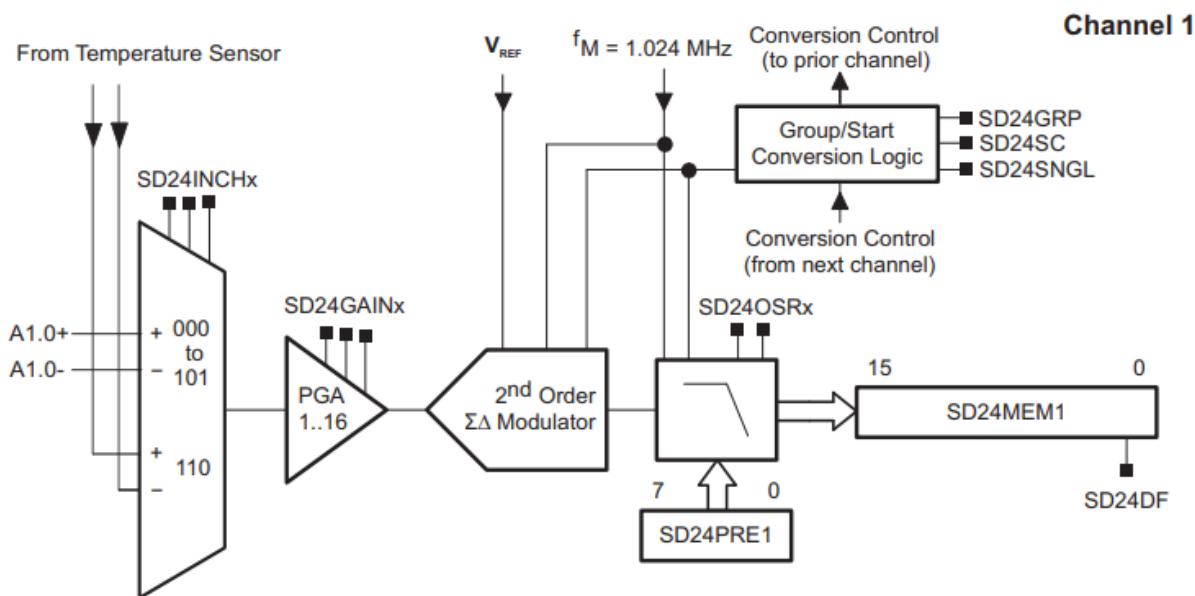 Channel 1
From Temperature Sensor
VREF
fM = 1.024 MHz
Conversion Control
(to prior channel)
Group/Start
Conversion Logic
SD24GRP
SD24SC
SD24SNGL
Conversion Control
(from next channel)
SD24INCHx
A1.0+
A1.0-
+ 000
to
− 101
+
110
−
SD24GAINx
PGA
1..16
2nd Order
ΣΔ Modulator
SD24OSRx
15 0
SD24MEM1
SD24DF
7 0
SD24PRE1